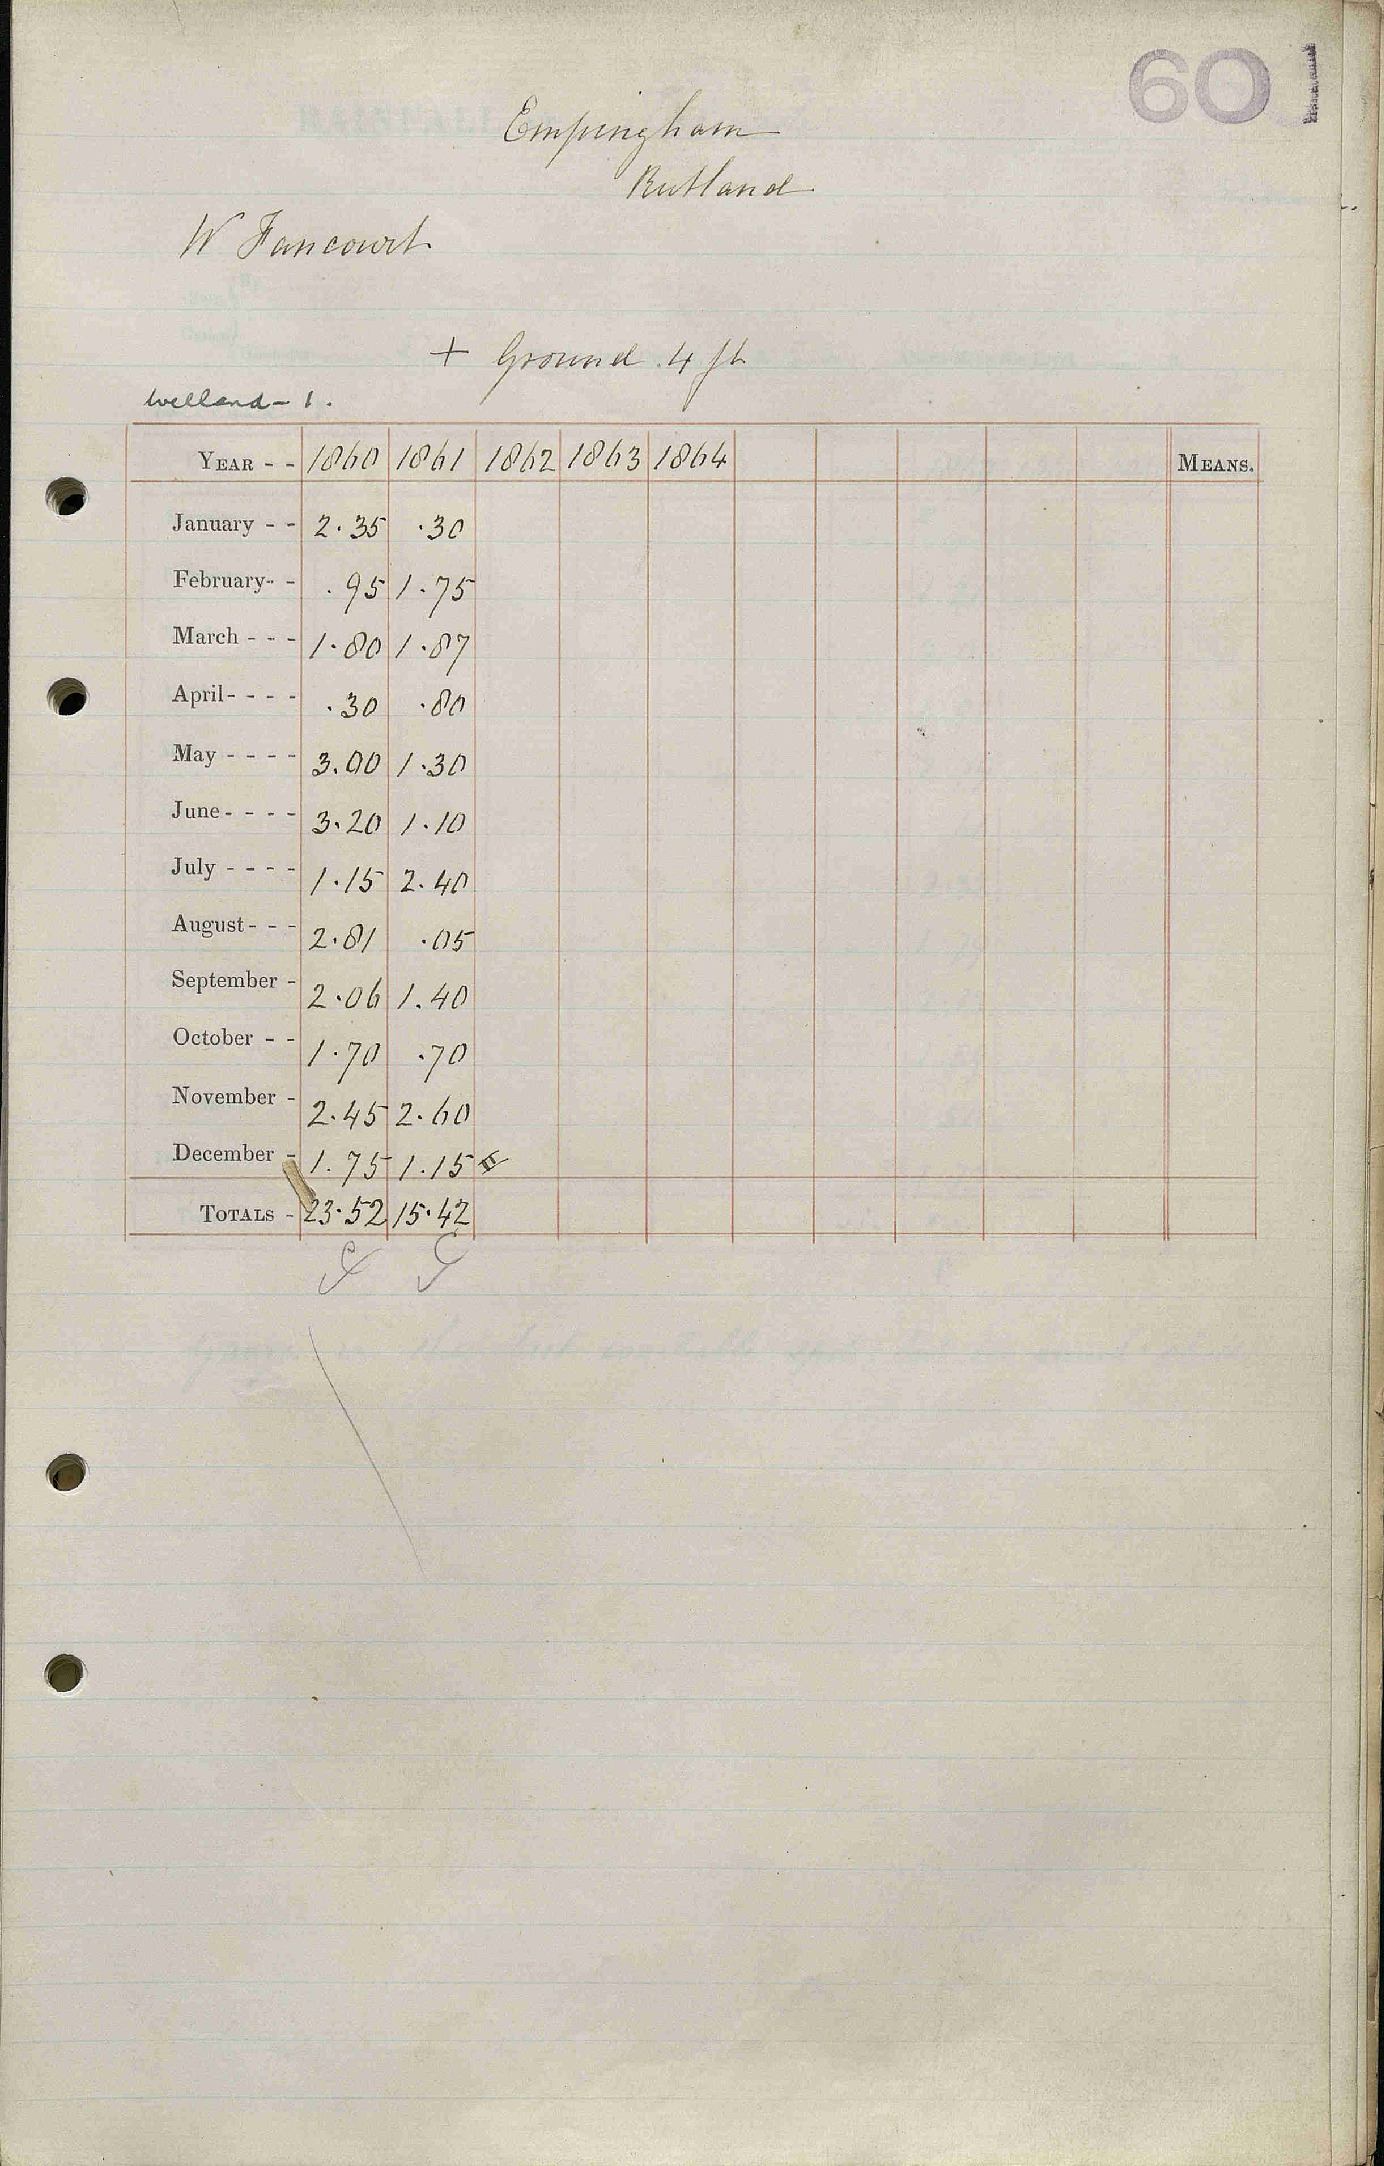 601
Empingham
Rutland
W Fancourt
+ Ground 4 ft
Welland - 1.
YEAR - - 1860 1861 1862 1863 1864 MEANS.
January - - 2.35 .30
February - - .95 1.75
March - - - 1.80 1.87
April - - - - .30 .80
May - - - - 3.00 1.30
June - - - - 3.20 1.10
July - - - - 1.15 2.40
August - - - 2.81 .05
September - 2.06 1.40
October - - 1.70 .70
November - 2.45 2.60
December - 1.75 1.15
TOTALS - 23.52 15.42